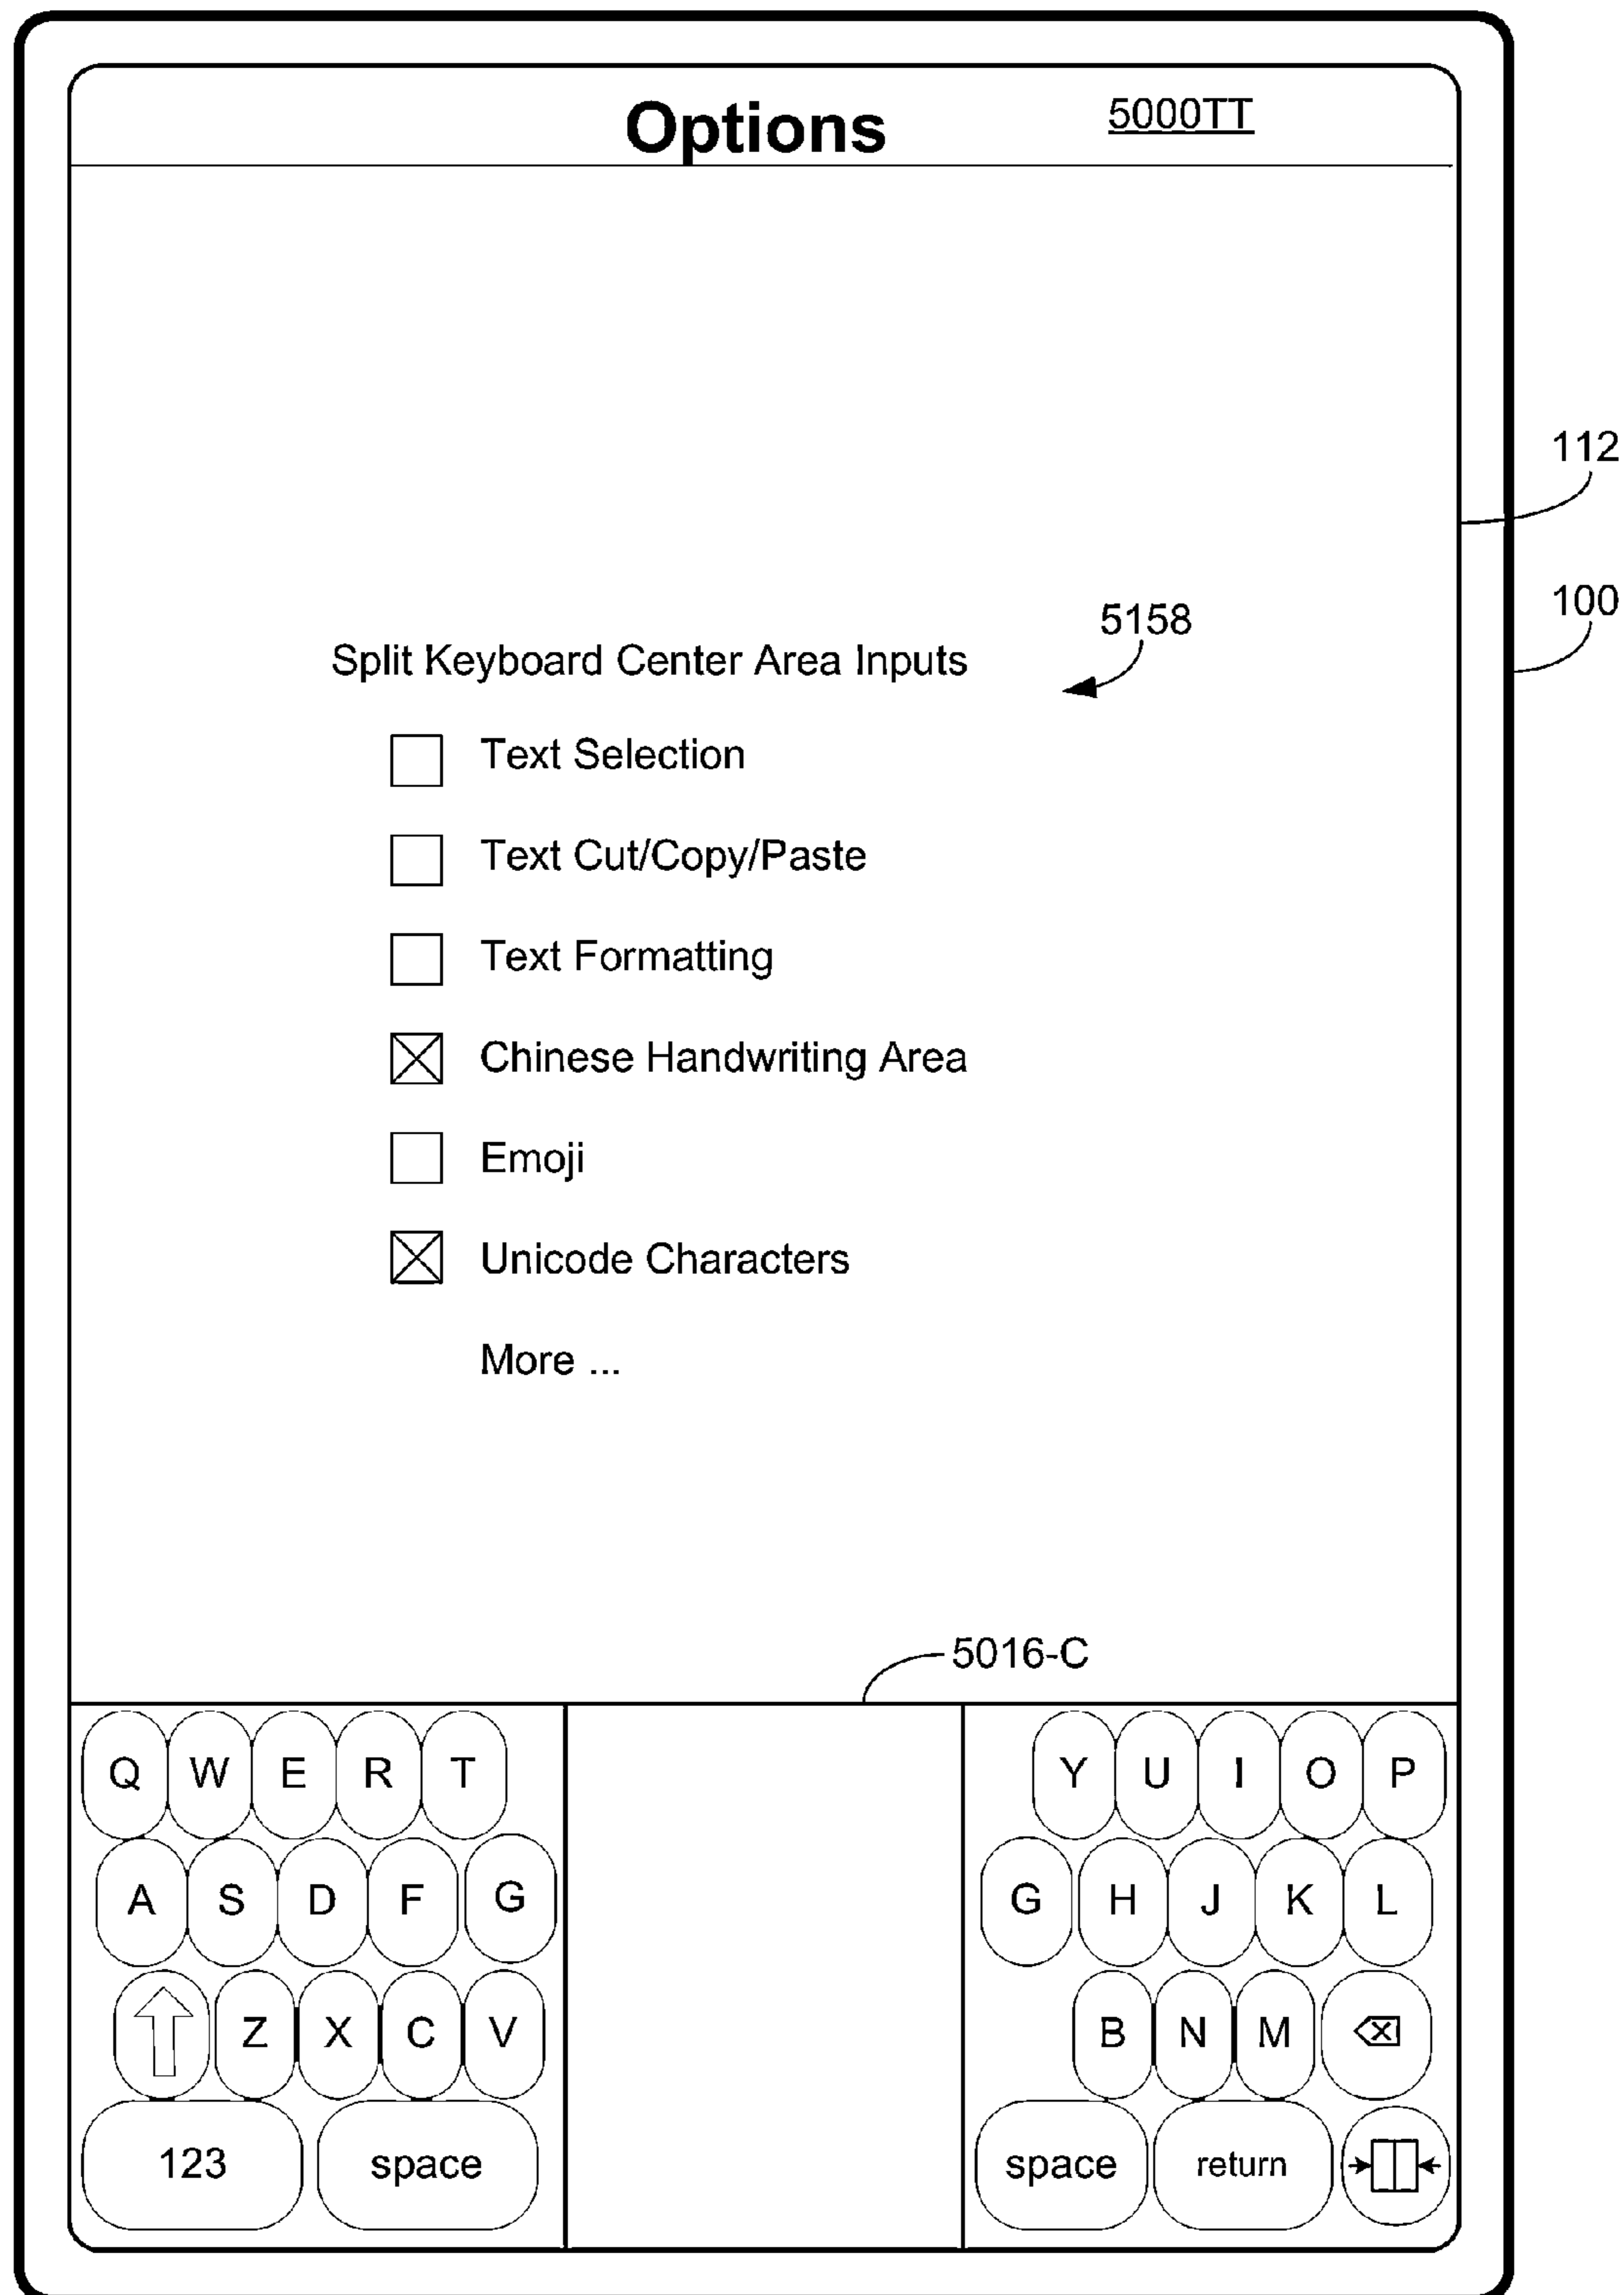 Options 5000TT
112
100
5158
Split Keyboard Center Area Inputs
Text Selection
Text Cut/Copy/Paste
Text Formatting
Chinese Handwriting Area
Emoji
Unicode Characters
More ...
5016-C
Q W E R T Y U I O P
A S D F G G H J K L
Z X C V B N M
123 space space return